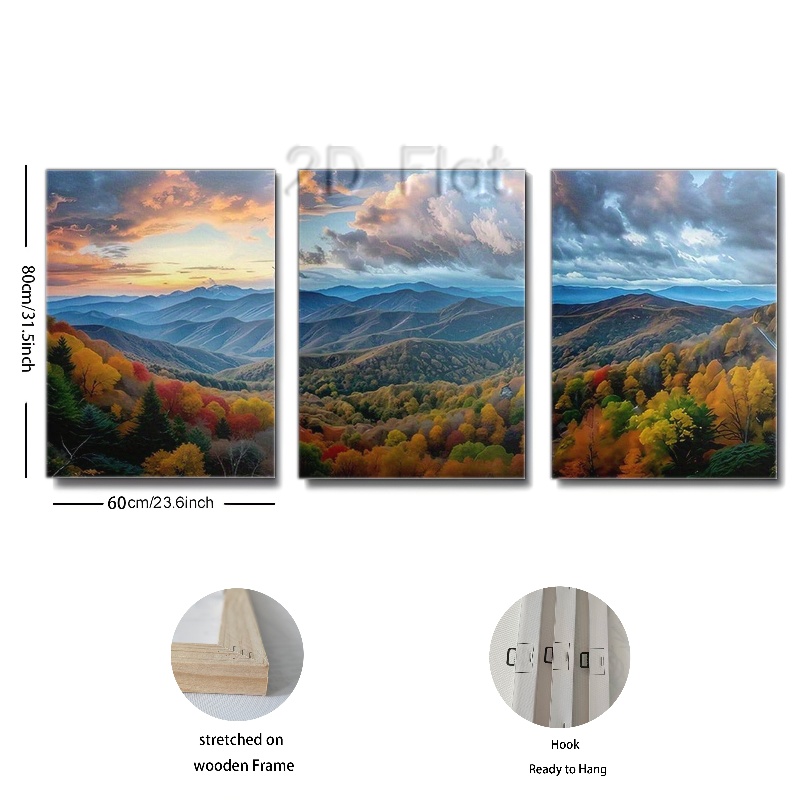 2D Flat
80cm/31.5inch
60cm/23.6inch
stretched on
wooden Frame
Hook
Ready to Hang